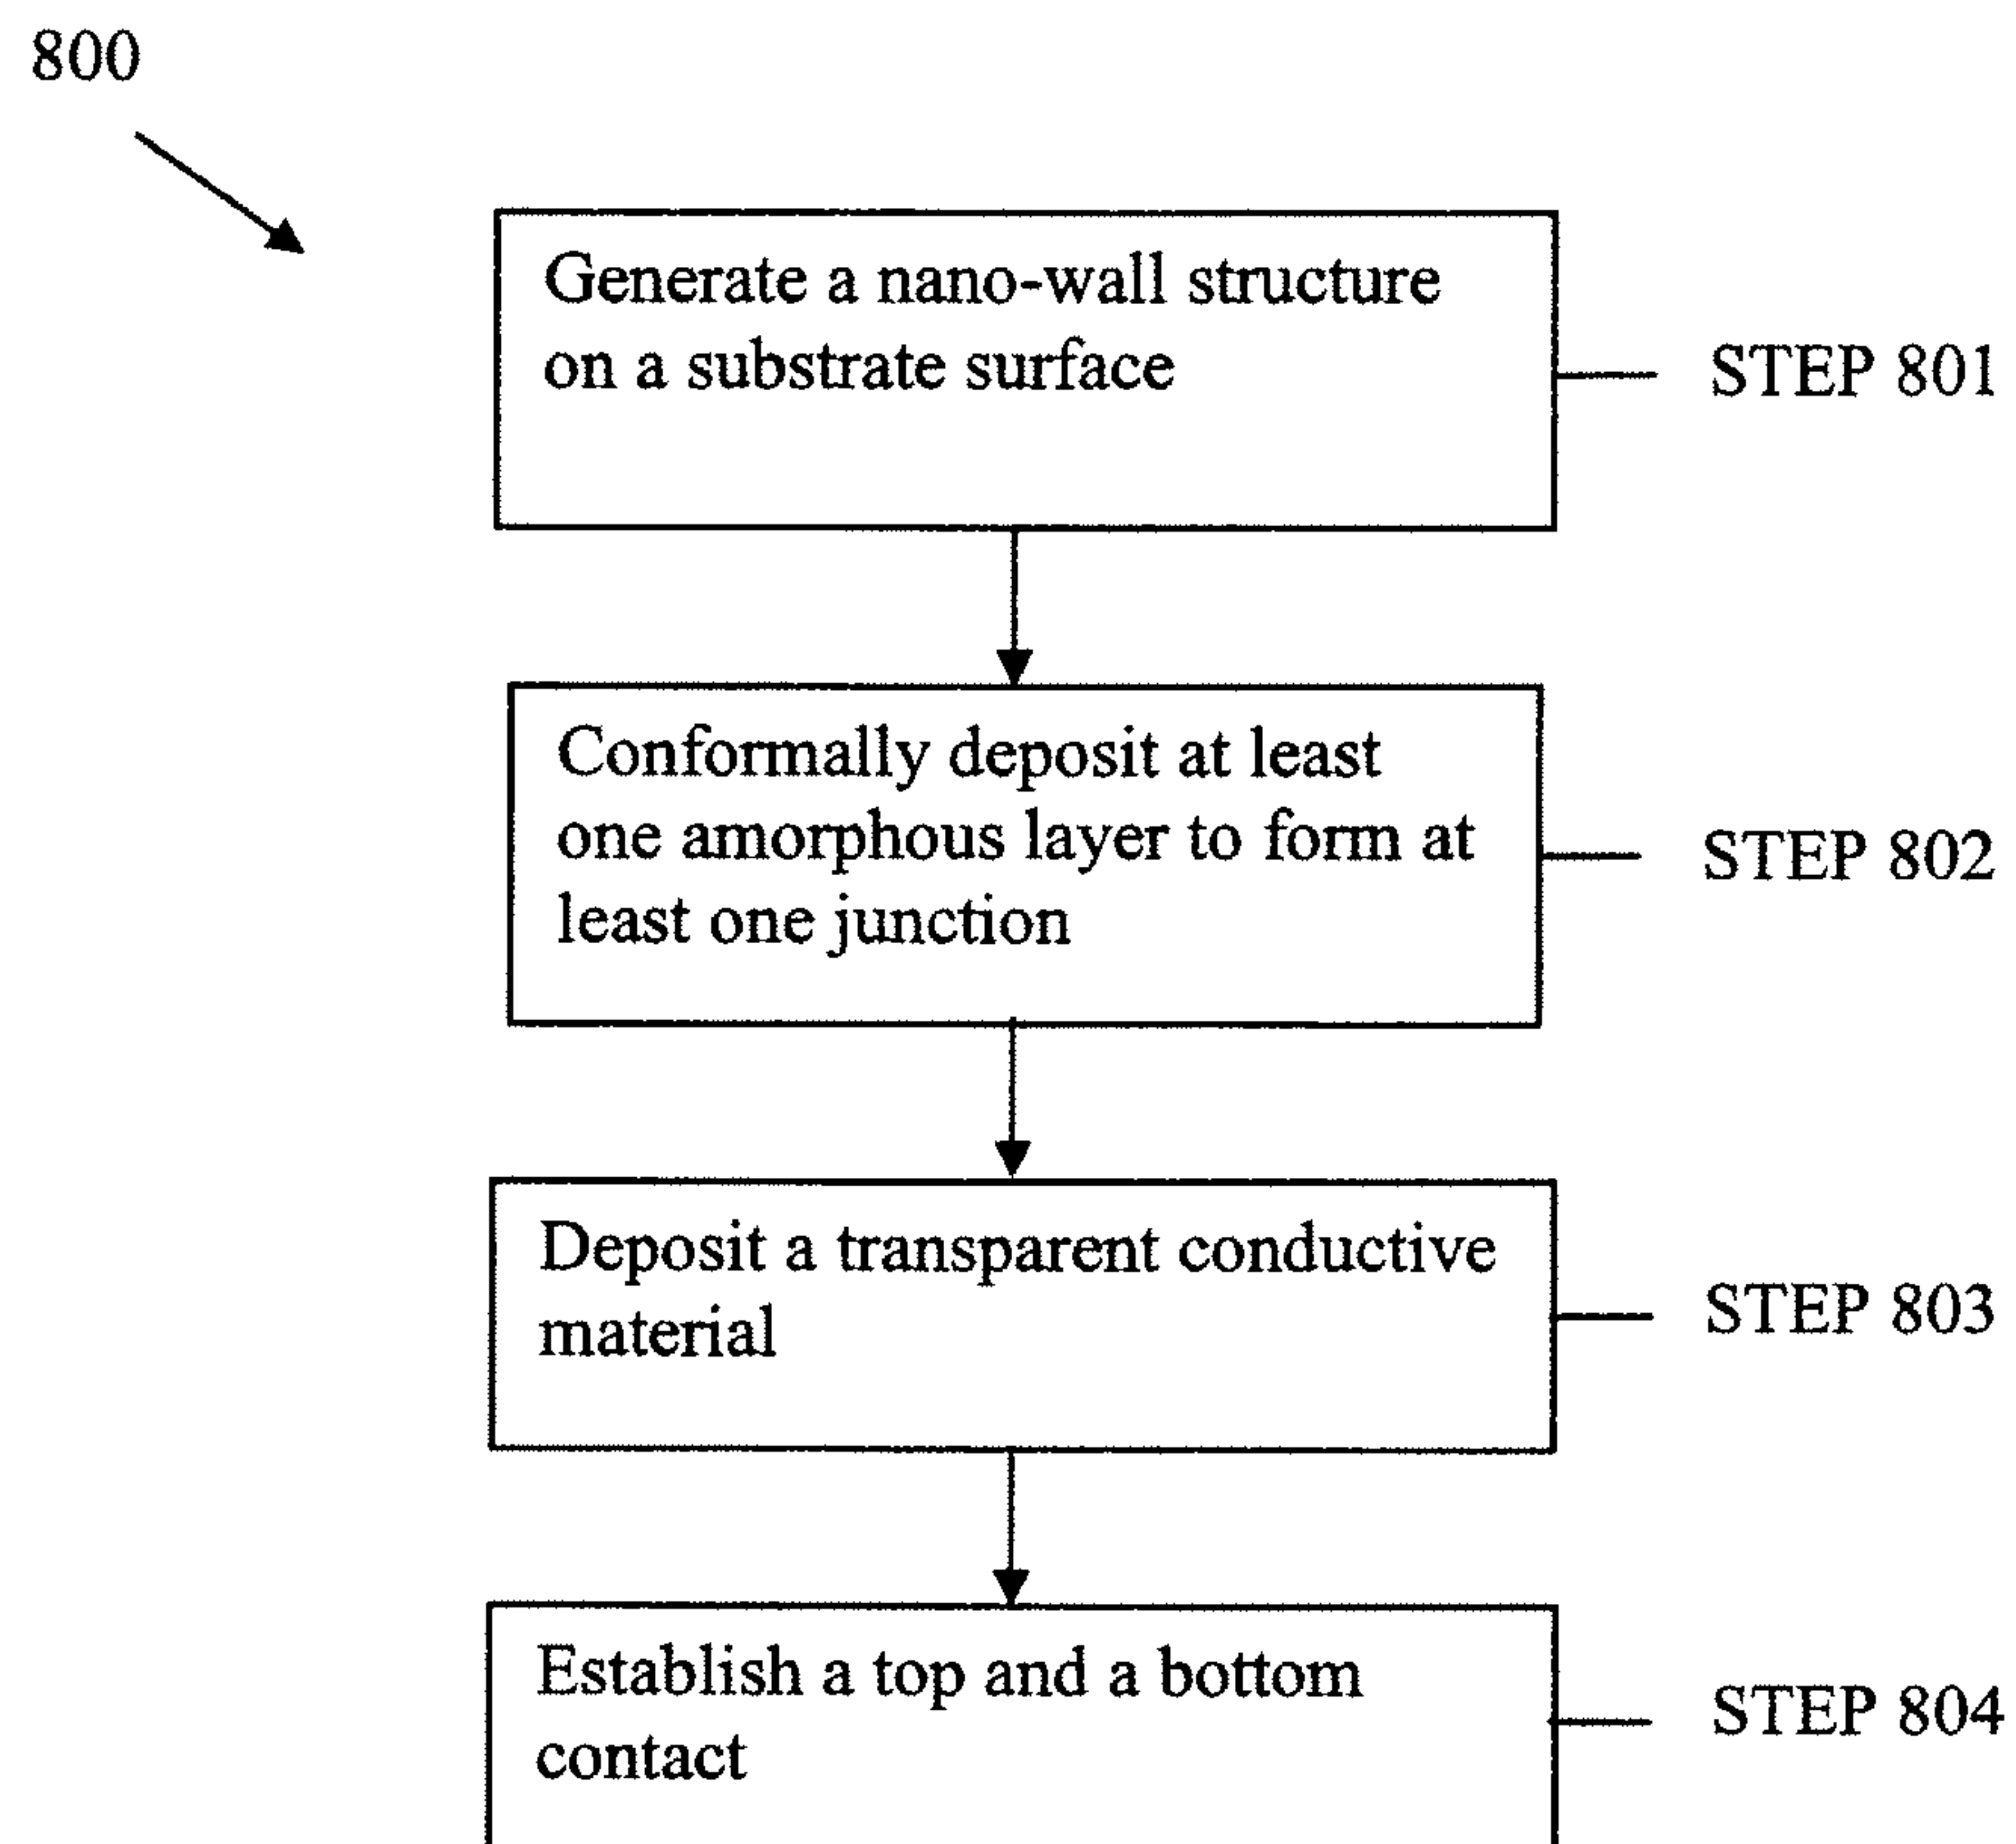 800
Generate a nano-wall structure
on a substrate surface
STEP 801
Conformally deposit at least
one amorphous layer to form at
least one junction
STEP 802
Deposit a transparent conductive
material
STEP 803
Establish a top and a bottom
contact
STEP 804